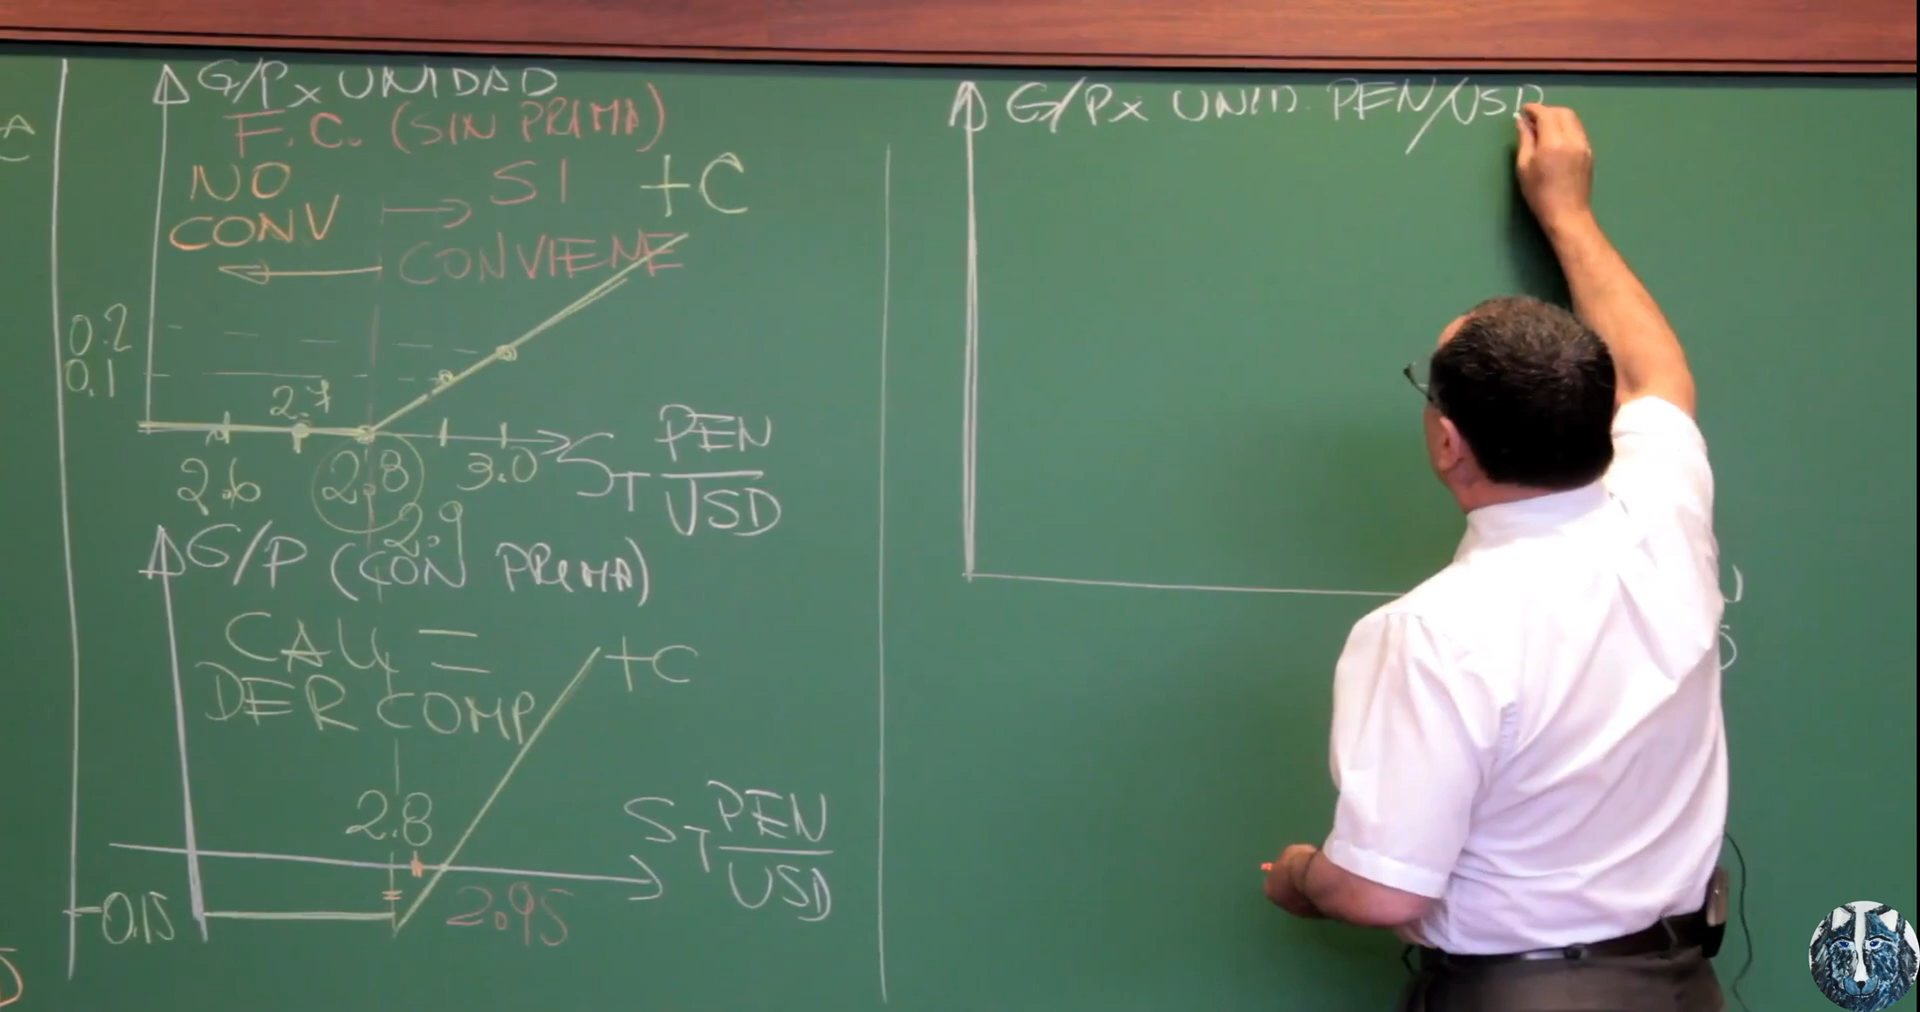 G/P x UNIDAD
F.C. (SIN PRIMA)
NO
CONV
SI
CONVIENE
+C
0.2
0.1
2.7
2.6
2.8
2.9
3.0
ST PEN
USD
G/P (CON PRIMA)
CALL =
DER COMP
+C
2.8
ST PEN
USD
-0.15
2.95
G/P x UNID. PEN/USD